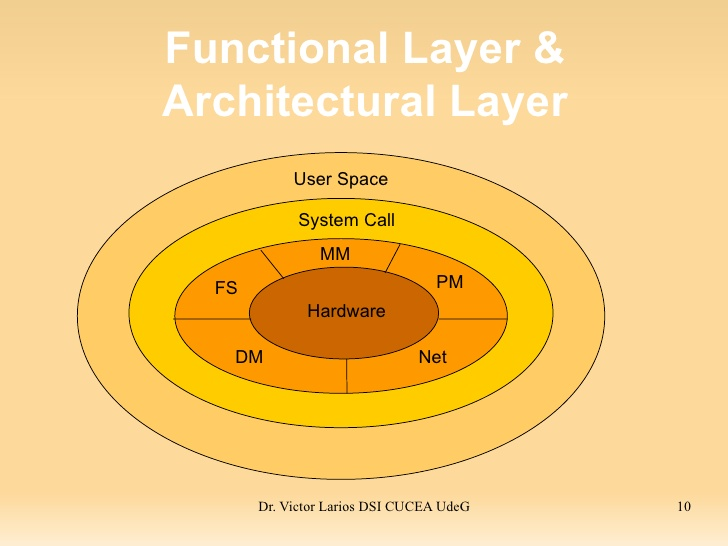 Functional Layer &
Architectural Layer
User Space
System Call
MM
FS
PM
Hardware
DM
Net
Dr. Victor Larios DSI CUCEA UdeG
10